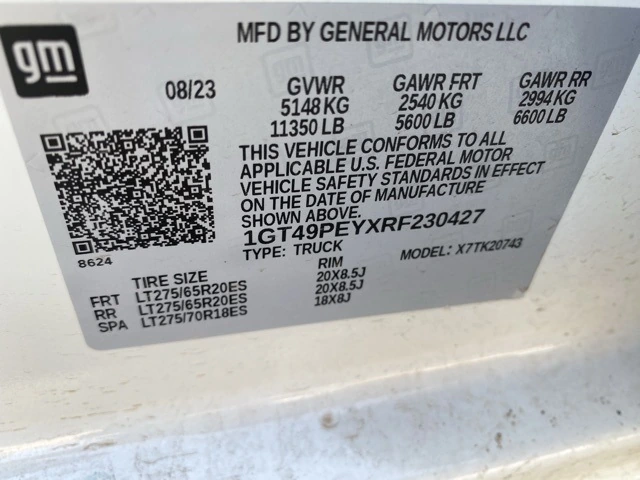 gm
MFD BY GENERAL MOTORS LLC
08/23 GVWR GAWR FRT GAWR RR
5148 KG 2540 KG 2994 KG
11350 LB 5600 LB 6600 LB
THIS VEHICLE CONFORMS TO ALL
APPLICABLE U.S. FEDERAL MOTOR
VEHICLE SAFETY STANDARDS IN EFFECT
ON THE DATE OF MANUFACTURE
SHOWN ABOVE.
1GT49PEYXRF230427
TYPE: TRUCK MODEL: X7TK20743
8624
TIRE SIZE RIM
FRT LT275/65R20ES 20X8.5J
RR LT275/65R20ES 20X8.5J
SPA LT275/70R18ES 18X8J